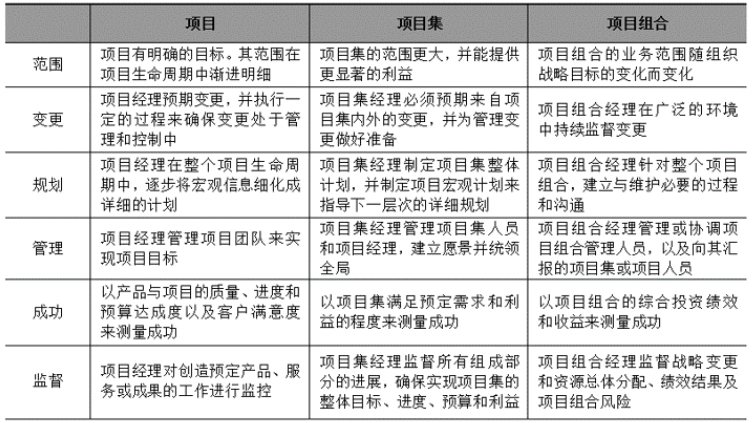 项目 项目集 项目组合
范围
项目有明确的目标。其范围在
项目生命周期中渐进明细
项目集的范围更大，并能提供
更显著的利益
项目组合的业务范围随组织
战略目标的变化而变化
变更
项目经理预期变更，并执行一
定的过程来确保变更处于管
理和控制中
项目集经理必须预期来自项
目集内外的变更，并为管理变
更做好准备
项目组合经理在广泛的环境
中持续监督变更
规划
项目经理在整个项目生命周
期中，逐步将宏观信息细化成
详细的计划
项目集经理制定项目集整体
计划，并制定项目宏观计划来
指导下一层次的详细规划
项目组合经理针对整个项目
组合，建立与维护必要的过程
和沟通
管理
项目经理管理项目团队来实
现项目目标
项目集经理管理项目集人员
和项目经理，建立愿景并统领
全局
项目组合经理管理或协调项
目组合管理人员，以及向其汇
报的项目集或项目人员
成功
以产品与项目的质量、进度和
预算达成度以及客户满意度
来测量成功
以项目集满足预定需求和利
益的程度来测量成功
以项目组合的综合投资绩效
和收益来测量成功
监督
项目经理对创造预定产品、服
务或成果的工作进行监控
项目集经理监督所有组成部
分的进展，确保实现项目集的
整体目标、进度、预算和利益
项目组合经理监督战略变更
和资源总体分配、绩效结果及
项目组合风险